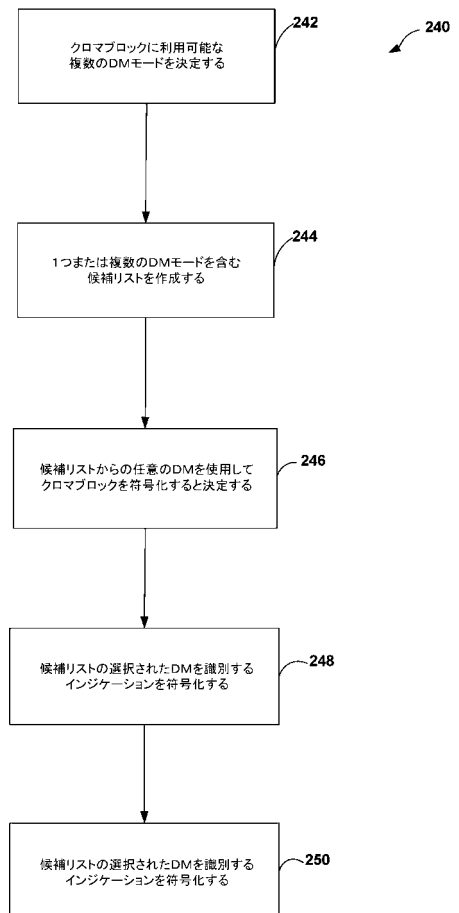 242
240
クロマブロックに利用可能な
複数のDMモードを決定する
244
1つまたは複数のDMモードを含む
候補リストを作成する
246
候補リストからの任意のDMを使用して
クロマブロックを符号化すると決定する
248
候補リストの選択されたDMを識別する
インジケーションを符号化する
250
候補リストの選択されたDMを識別する
インジケーションを符号化する